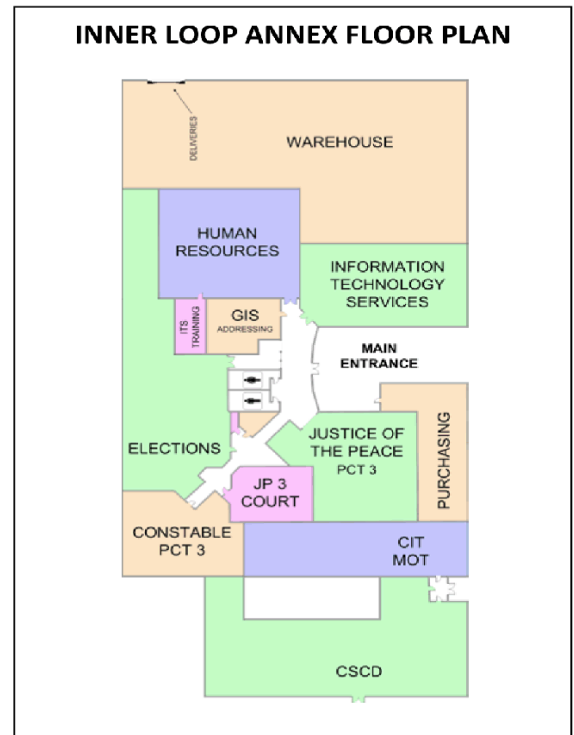 INNER LOOP ANNEX FLOOR PLAN
DELIVERIES
WAREHOUSE
HUMAN
RESOURCES
INFORMATION
TECHNOLOGY
SERVICES
ITS
TRAINING
GIS
ADDRESSING
MAIN
ENTRANCE
ELECTIONS
JUSTICE OF
THE PEACE
PCT 3
PURCHASING
JP 3
COURT
CONSTABLE
PCT 3
CIT
MOT
CSCD